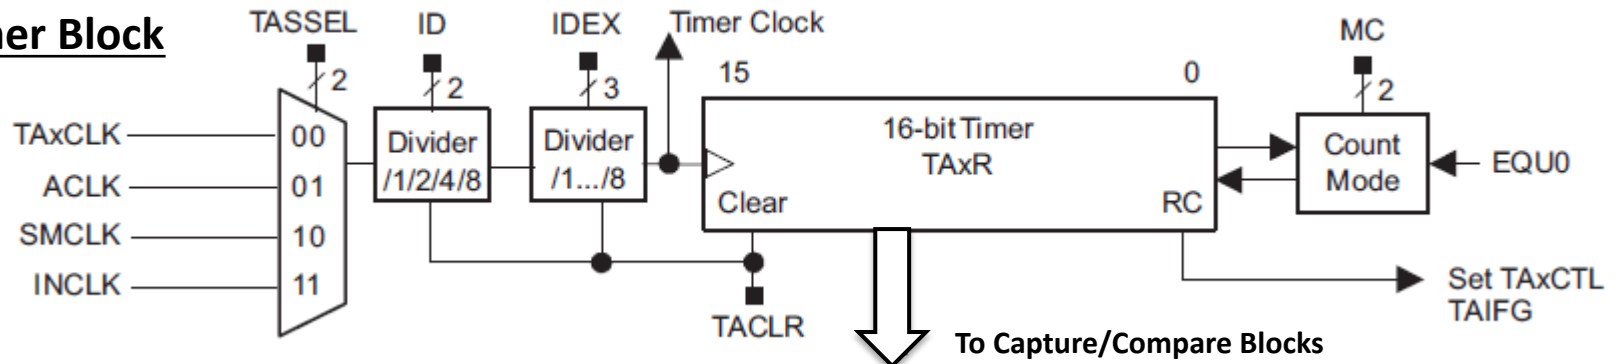 ner Block
TASSEL
ID
IDEX
Timer Clock
MC
2
2
3
15
0
2
TAxCLK
ACLK
SMCLK
INCLK
00
01
10
11
Divider
/1/2/4/8
Divider
/1.../8
16-bit Timer
TAxR
Clear
RC
Count
Mode
EQU0
TACLR
Set TAxCTL
TAIFG
To Capture/Compare Blocks